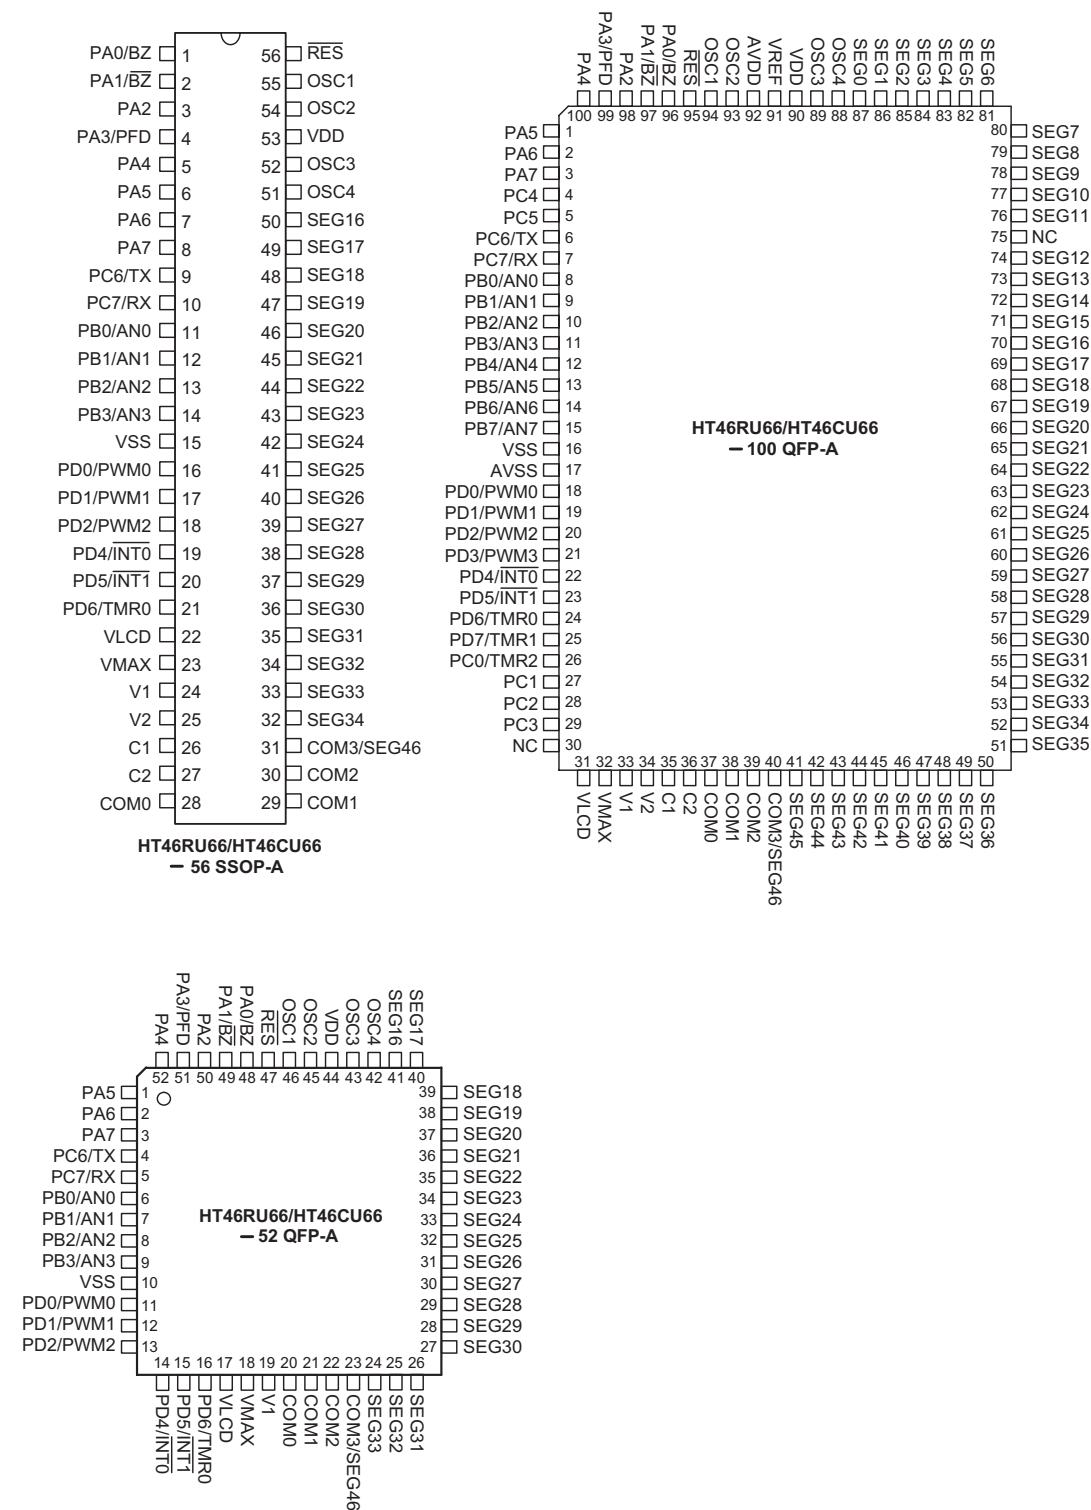 PA0/BZ 1 56 RES
PA1/BZ 2 55 OSC1
PA2 3 54 OSC2
PA3/PFD 4 53 VDD
PA4 5 52 OSC3
PA5 6 51 OSC4
PA6 7 50 SEG16
PA7 8 49 SEG17
PC6/TX 9 48 SEG18
PC7/RX 10 47 SEG19
PB0/AN0 11 46 SEG20
PB1/AN1 12 45 SEG21
PB2/AN2 13 44 SEG22
PB3/AN3 14 43 SEG23
VSS 15 42 SEG24
PD0/PWM0 16 41 SEG25
PD1/PWM1 17 40 SEG26
PD2/PWM2 18 39 SEG27
PD4/INT0 19 38 SEG28
PD5/INT1 20 37 SEG29
PD6/TMR0 21 36 SEG30
VLCD 22 35 SEG31
VMAX 23 34 SEG32
V1 24 33 SEG33
V2 25 32 SEG34
C1 26 31 COM3/SEG46
C2 27 30 COM2
COM0 28 29 COM1
HT46RU66/HT46CU66
– 56 SSOP-A
PA4 PA3/PFD PA2 PA1/BZ PA0/BZ RES OSC1 OSC2 AVDD VREF VDD OSC3 OSC4 SEG0 SEG1 SEG2 SEG3 SEG4 SEG5 SEG6
100 99 98 97 96 95 94 93 92 91 90 89 88 87 86 85 84 83 82 81
PA5 1 80 SEG7
PA6 2 79 SEG8
PA7 3 78 SEG9
PC4 4 77 SEG10
PC5 5 76 SEG11
PC6/TX 6 75 NC
PC7/RX 7 74 SEG12
PB0/AN0 8 73 SEG13
PB1/AN1 9 72 SEG14
PB2/AN2 10 71 SEG15
PB3/AN3 11 70 SEG16
PB4/AN4 12 69 SEG17
PB5/AN5 13 68 SEG18
PB6/AN6 14 67 SEG19
PB7/AN7 15 66 SEG20
VSS 16 65 SEG21
AVSS 17 64 SEG22
PD0/PWM0 18 63 SEG23
PD1/PWM1 19 62 SEG24
PD2/PWM2 20 61 SEG25
PD3/PWM3 21 60 SEG26
PD4/INT0 22 59 SEG27
PD5/INT1 23 58 SEG28
PD6/TMR0 24 57 SEG29
PD7/TMR1 25 56 SEG30
PC0/TMR2 26 55 SEG31
PC1 27 54 SEG32
PC2 28 53 SEG33
PC3 29 52 SEG34
NC 30 51 SEG35
HT46RU66/HT46CU66
– 100 QFP-A
31 32 33 34 35 36 37 38 39 40 41 42 43 44 45 46 47 48 49 50
VLCD VMAX V1 V2 C1 C2 COM0 COM1 COM2 COM3/SEG46 SEG45 SEG44 SEG43 SEG42 SEG41 SEG40 SEG39 SEG38 SEG37 SEG36
PA4 PA3/PFD PA2 PA1/BZ PA0/BZ RES OSC1 OSC2 VDD OSC3 OSC4 SEG16 SEG17
52 51 50 49 48 47 46 45 44 43 42 41 40
PA5 1 39 SEG18
PA6 2 38 SEG19
PA7 3 37 SEG20
PC6/TX 4 36 SEG21
PC7/RX 5 35 SEG22
PB0/AN0 6 34 SEG23
PB1/AN1 7 33 SEG24
PB2/AN2 8 32 SEG25
PB3/AN3 9 31 SEG26
VSS 10 30 SEG27
PD0/PWM0 11 29 SEG28
PD1/PWM1 12 28 SEG29
PD2/PWM2 13 27 SEG30
HT46RU66/HT46CU66
– 52 QFP-A
14 15 16 17 18 19 20 21 22 23 24 25 26
PD4/INT0 PD5/INT1 PD6/TMR0 VLCD VMAX V1 COM0 COM1 COM2 COM3/SEG46 SEG33 SEG32 SEG31